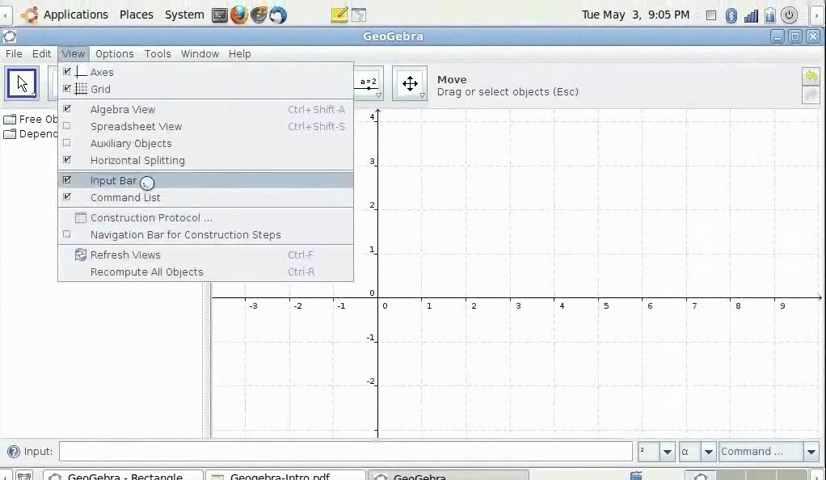 Applications Places System Tue May 3, 9:05 PM
GeoGebra
File Edit View Options Tools Window Help
Axes
Grid
a=2
Move
Drag or select objects (Esc)
Algebra View Ctrl+Shift-A
Spreadsheet View Ctrl+Shift-S
Auxiliary Objects
Horizontal Splitting
Input Bar
Command List
Construction Protocol ...
Navigation Bar for Construction Steps
Refresh Views Ctrl-F
Recompute All Objects Ctrl-R
Free Ob
Depend
4
3
2
1
0
-3 -2 -1 0 1 2 3 4 5 6 7 8 9
-1
-2
Input: ² α Command ...
GeoGebra - Rectangle... Geogebra-Intro.pdf GeoGebra